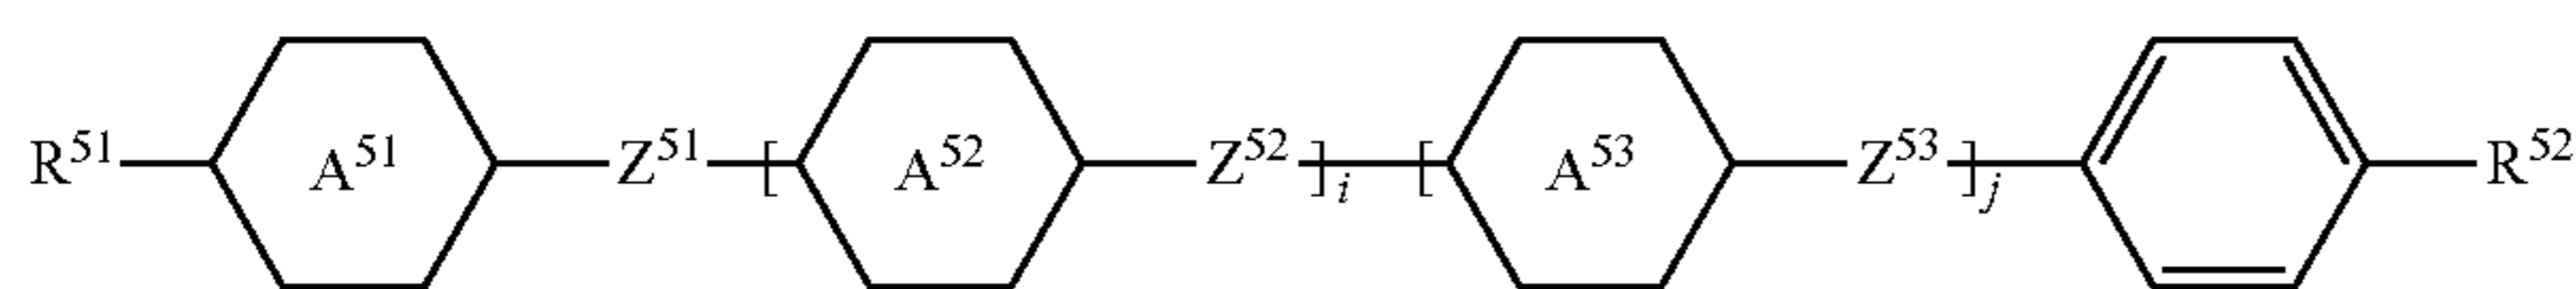 R⁵¹ A⁵¹ Z⁵¹ [ A⁵² Z⁵² ]ᵢ [ A⁵³ Z⁵³ ]ⱼ R⁵²